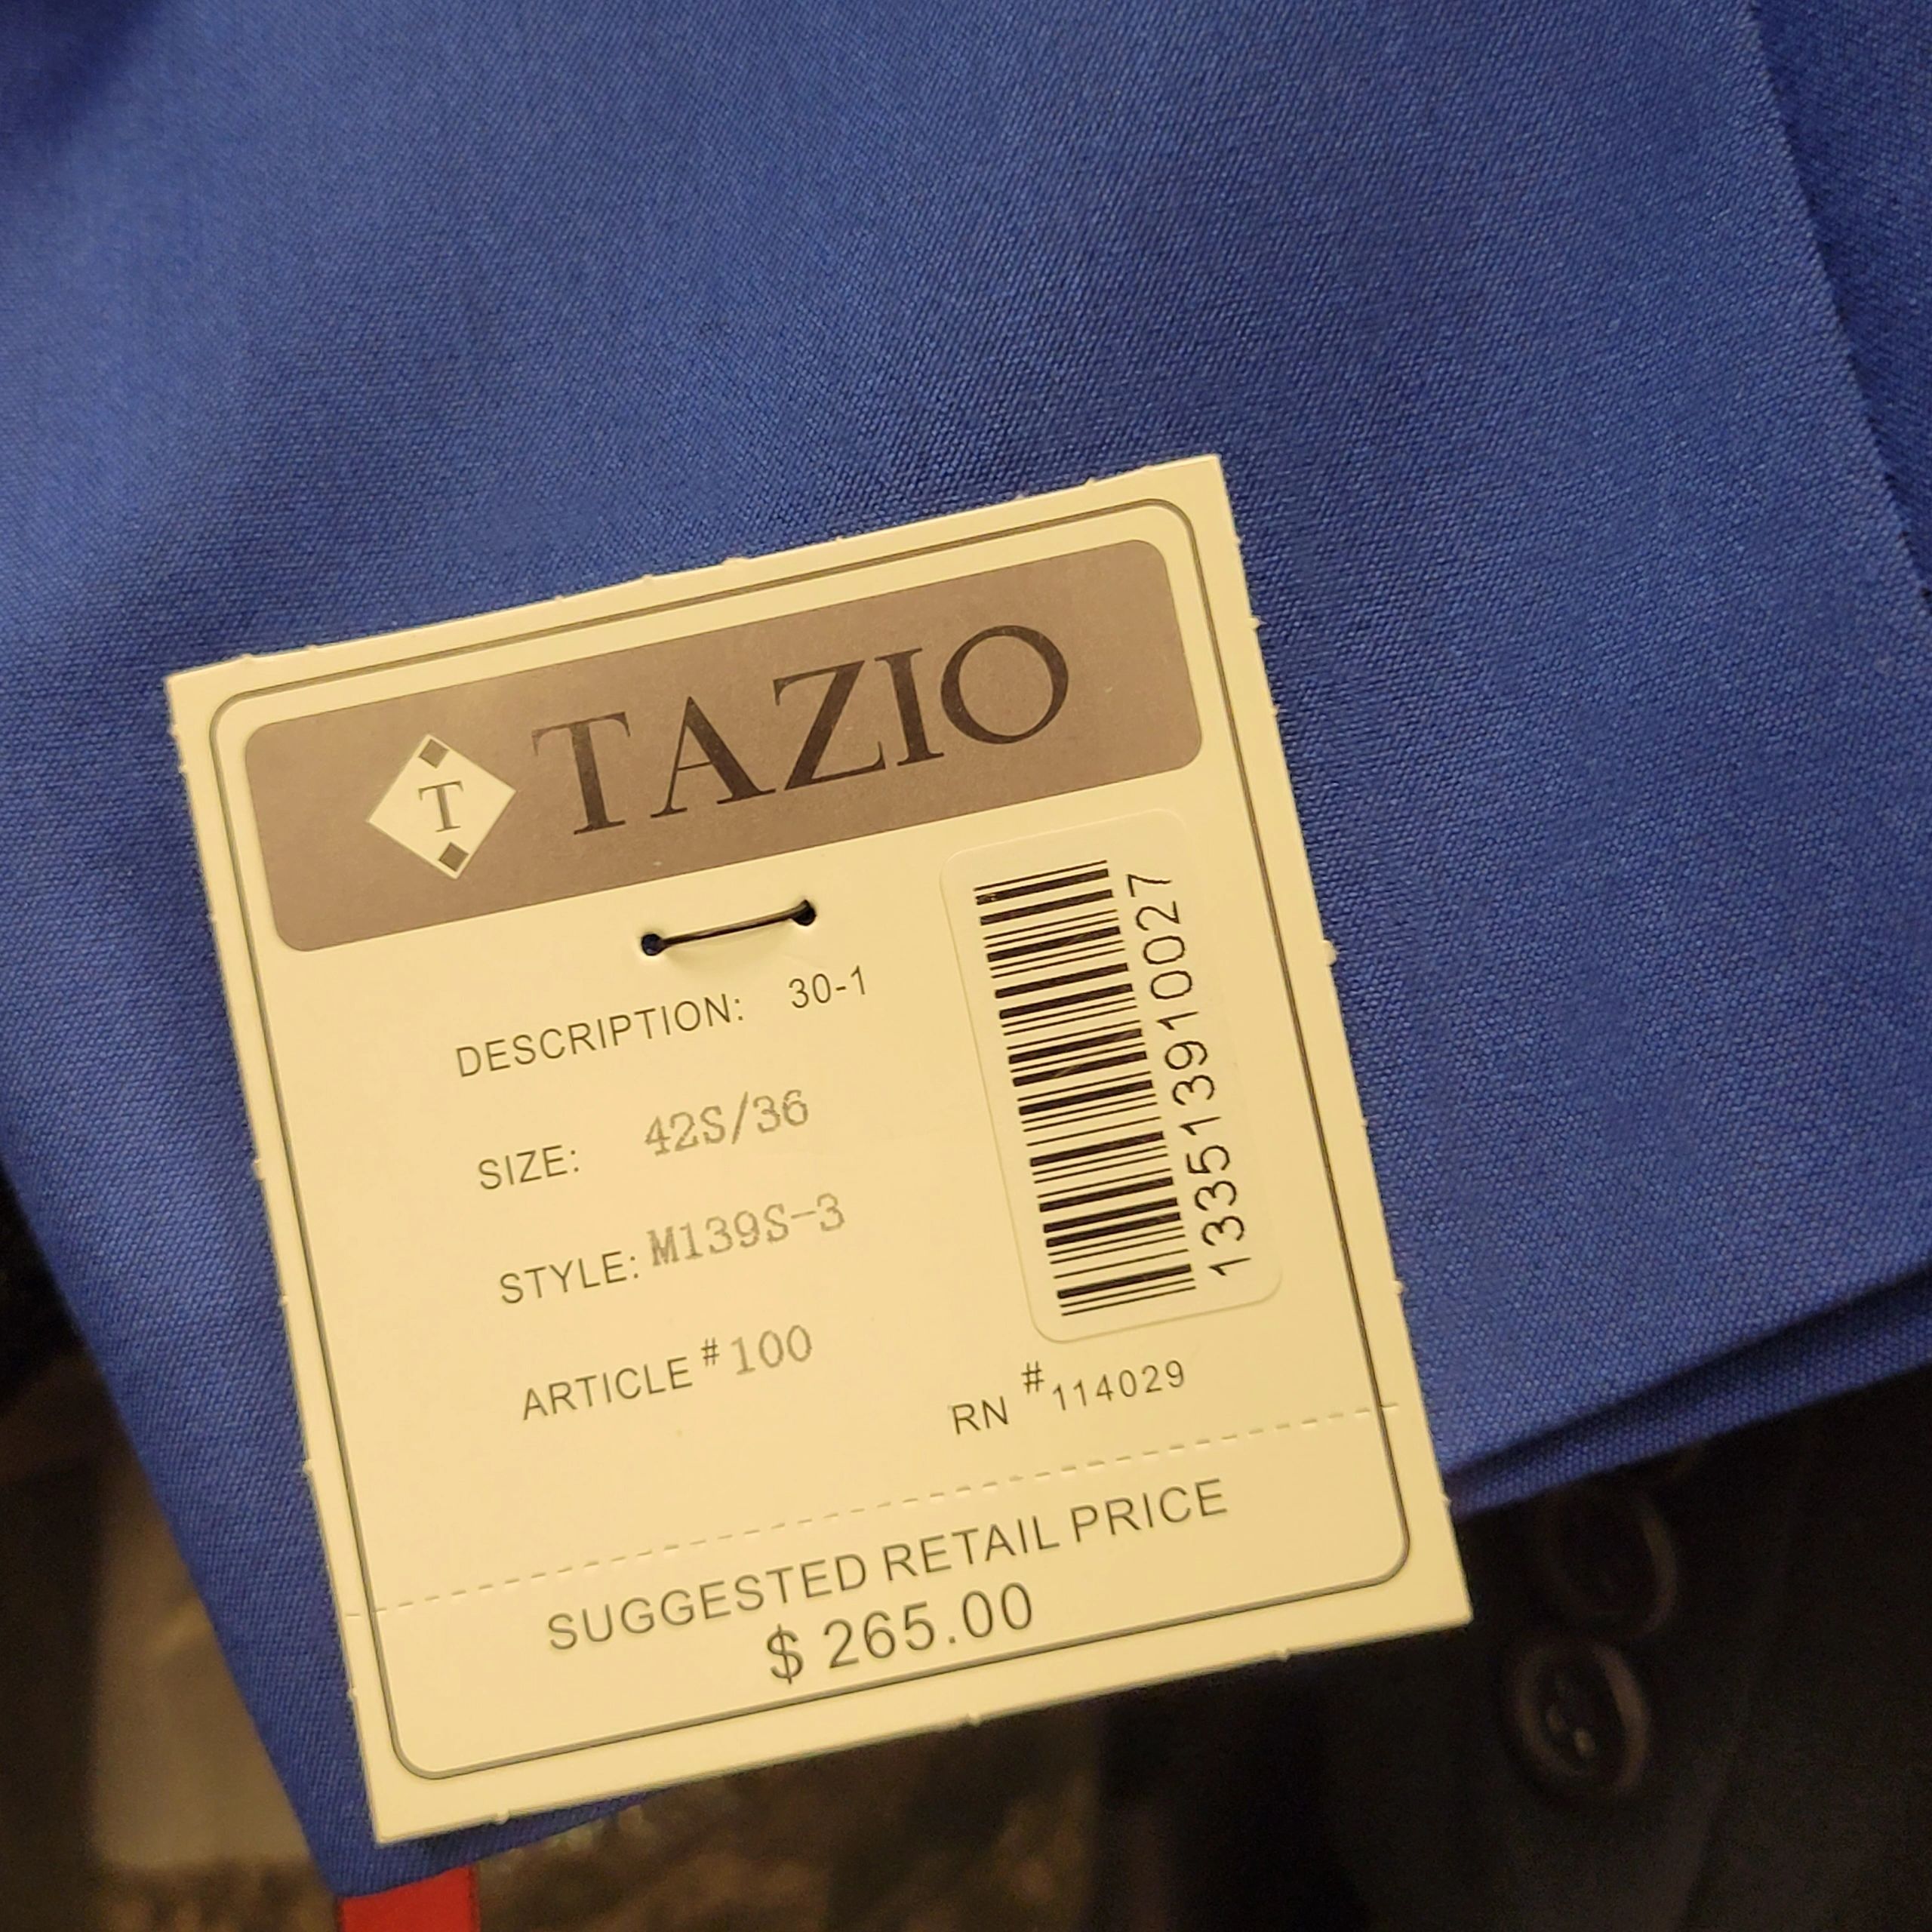 T TAZIO
DESCRIPTION: 30-1
SIZE: 42S/36
STYLE: M139S-3
ARTICLE #100
133513910027
RN #114029
SUGGESTED RETAIL PRICE
$ 265.00